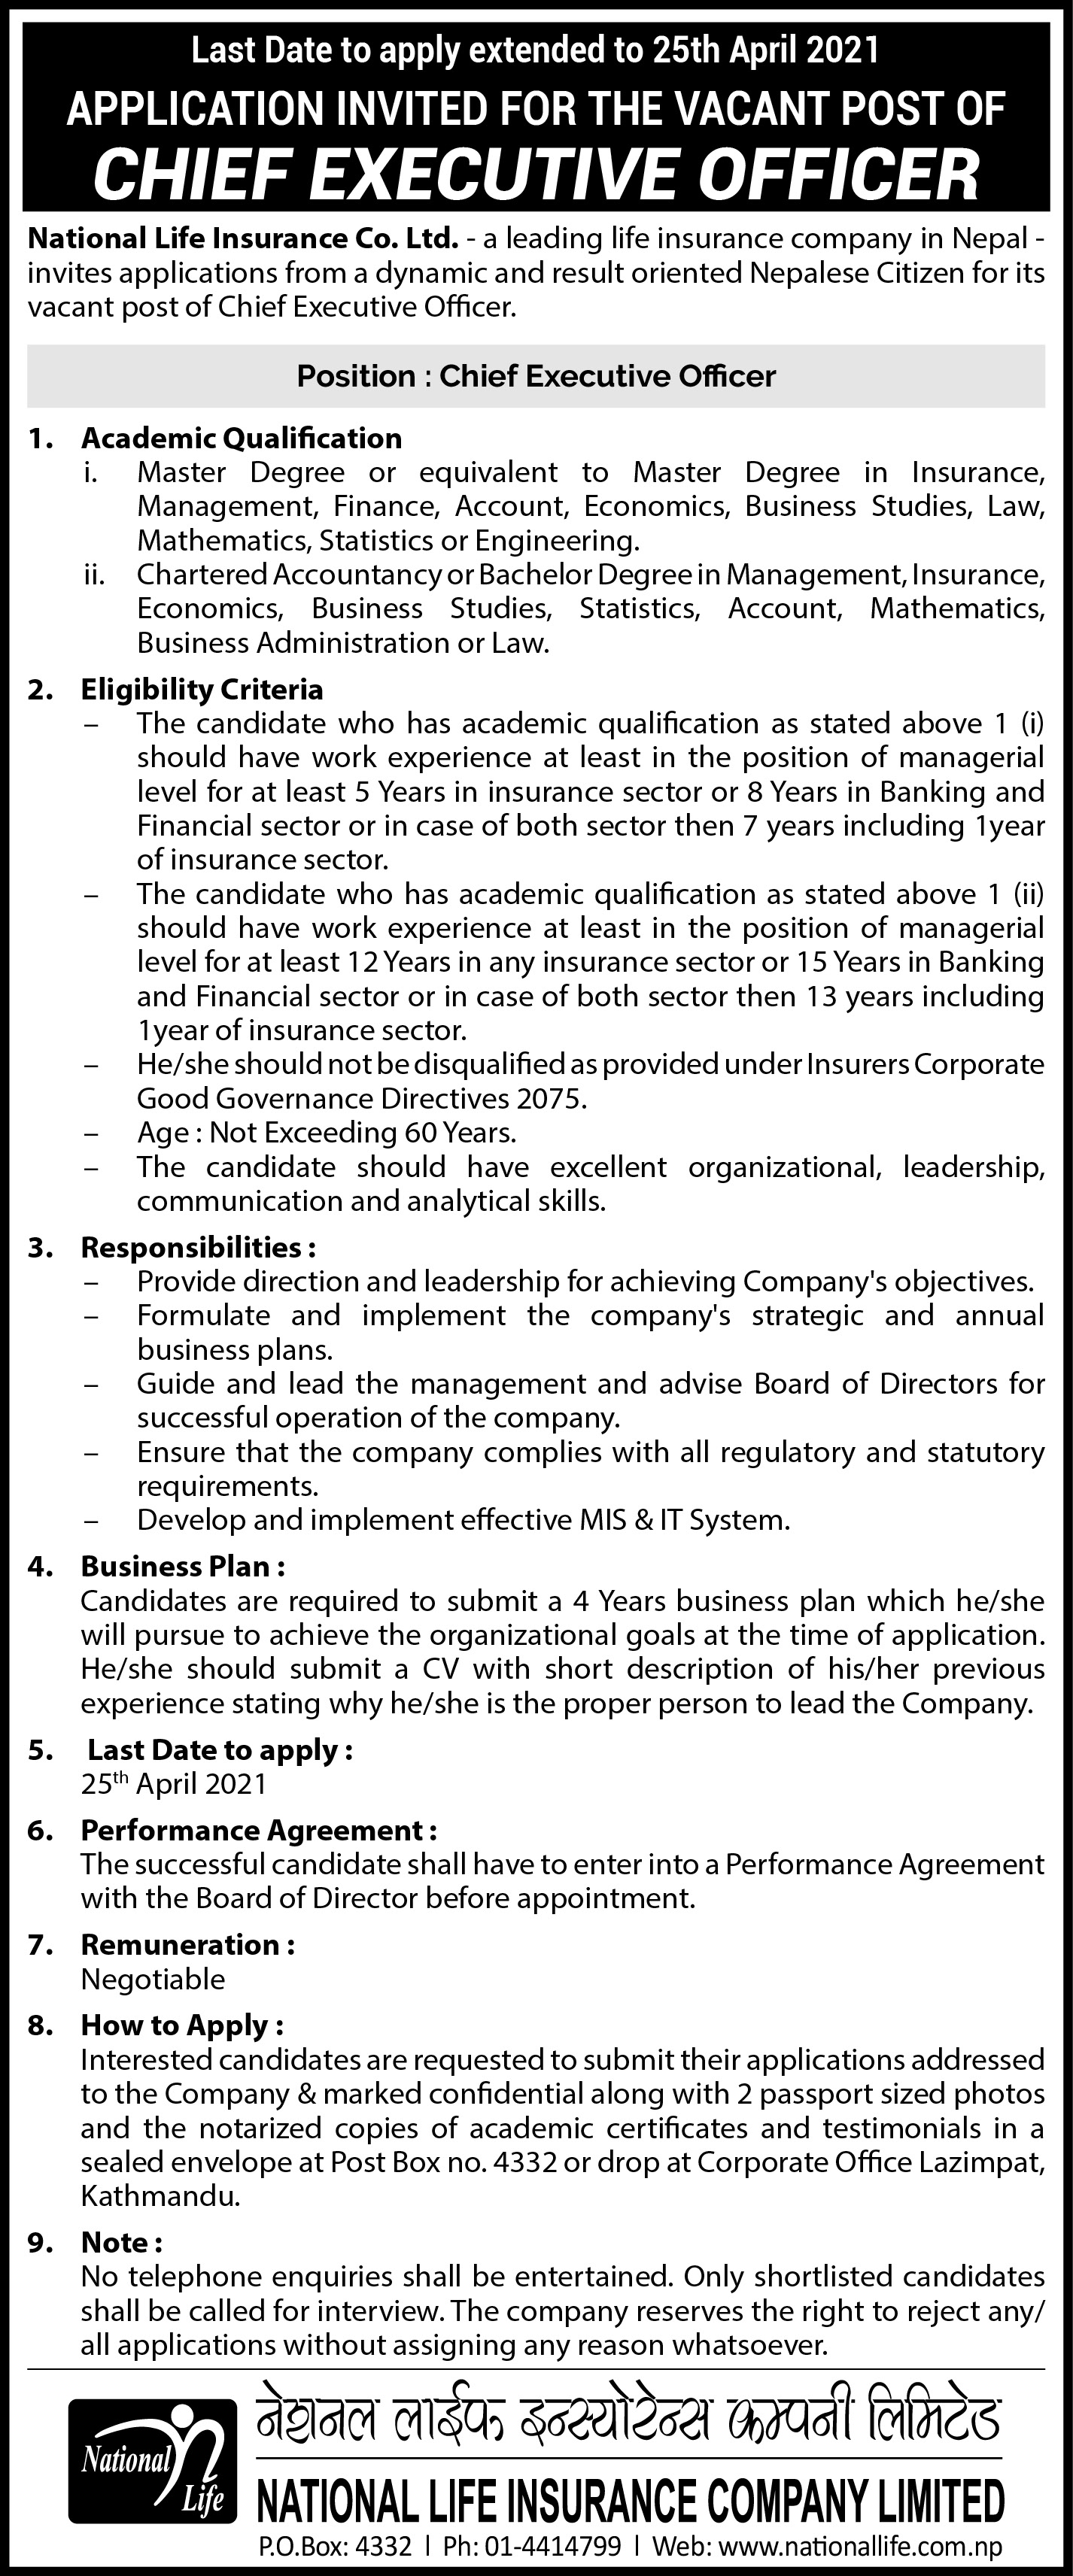 Last Date to apply extended to 25th April 2021
APPLICATION INVITED FOR THE VACANT POST OF
CHIEF EXECUTIVE OFFICER
National Life Insurance Co. Ltd. - a leading life insurance company in Nepal -
invites applications from a dynamic and result oriented Nepalese Citizen for its
vacant post of Chief Executive Officer.
Position : Chief Executive Officer
1. Academic Qualification
i. Master Degree or equivalent to Master Degree in Insurance,
Management, Finance, Account, Economics, Business Studies, Law,
Mathematics, Statistics or Engineering.
ii. Chartered Accountancy or Bachelor Degree in Management, Insurance,
Economics, Business Studies, Statistics, Account, Mathematics,
Business Administration or Law.
2. Eligibility Criteria
– The candidate who has academic qualification as stated above 1 (i)
should have work experience at least in the position of managerial
level for at least 5 Years in insurance sector or 8 Years in Banking and
Financial sector or in case of both sector then 7 years including 1year
of insurance sector.
– The candidate who has academic qualification as stated above 1 (ii)
should have work experience at least in the position of managerial
level for at least 12 Years in any insurance sector or 15 Years in Banking
and Financial sector or in case of both sector then 13 years including
1year of insurance sector.
– He/she should not be disqualified as provided under Insurers Corporate
Good Governance Directives 2075.
– Age : Not Exceeding 60 Years.
– The candidate should have excellent organizational, leadership,
communication and analytical skills.
3. Responsibilities :
– Provide direction and leadership for achieving Company's objectives.
– Formulate and implement the company's strategic and annual
business plans.
– Guide and lead the management and advise Board of Directors for
successful operation of the company.
– Ensure that the company complies with all regulatory and statutory
requirements.
– Develop and implement effective MIS & IT System.
4. Business Plan :
Candidates are required to submit a 4 Years business plan which he/she
will pursue to achieve the organizational goals at the time of application.
He/she should submit a CV with short description of his/her previous
experience stating why he/she is the proper person to lead the Company.
5. Last Date to apply :
25th April 2021
6. Performance Agreement :
The successful candidate shall have to enter into a Performance Agreement
with the Board of Director before appointment.
7. Remuneration :
Negotiable
8. How to Apply :
Interested candidates are requested to submit their applications addressed
to the Company & marked confidential along with 2 passport sized photos
and the notarized copies of academic certificates and testimonials in a
sealed envelope at Post Box no. 4332 or drop at Corporate Office Lazimpat,
Kathmandu.
9. Note :
No telephone enquiries shall be entertained. Only shortlisted candidates
shall be called for interview. The company reserves the right to reject any/
all applications without assigning any reason whatsoever.
National
Life
नेशनल लाईफ इन्स्योरेन्स कम्पनी लिमिटेड
NATIONAL LIFE INSURANCE COMPANY LIMITED
P.O.Box: 4332 | Ph: 01-4414799 | Web: www.nationallife.com.np